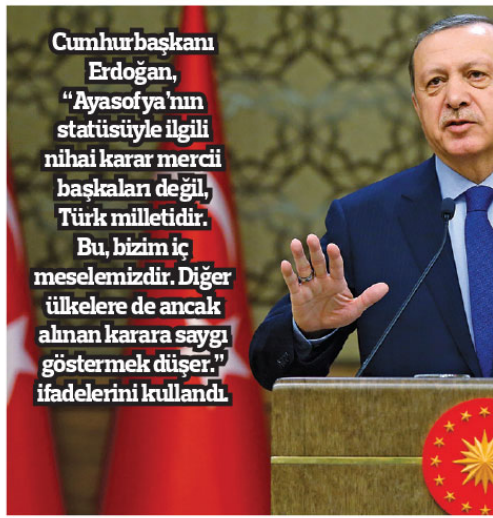 Cumhurbaşkanı
Erdoğan,
“Ayasofya’nın
statüsüyle ilgili
nihai karar mercii
başkaları değil,
Türk milletidir.
Bu, bizim iç
meselemizdir. Diğer
ülkelere de ancak
alınan karara saygı
göstermek düşer.”
ifadelerini kullandı.